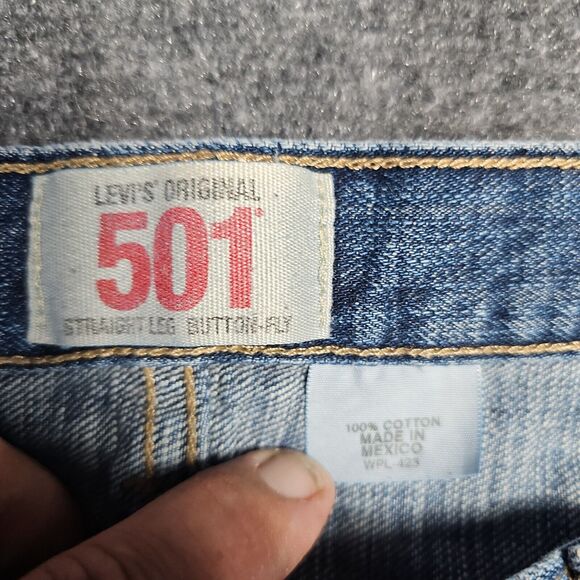 LEVI'S® ORIGINAL
501®
STRAIGHT LEG BUTTON-FLY
100% COTTON
MADE IN
MEXICO
WPL-423